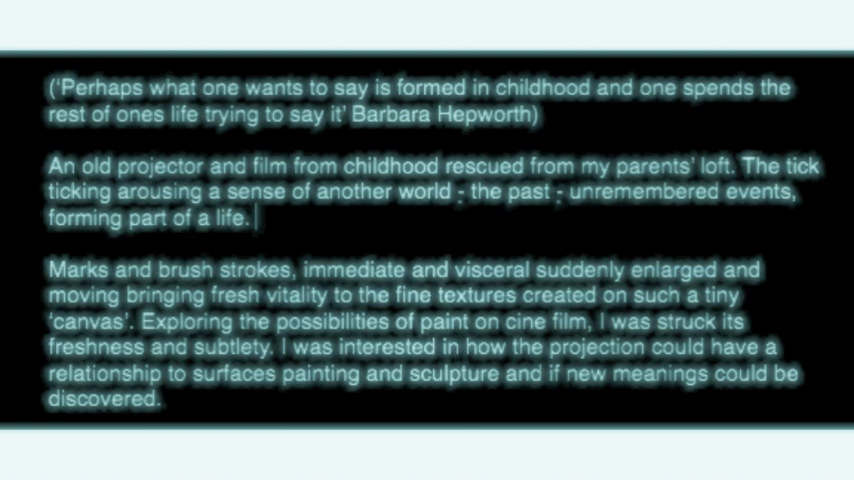 ('Perhaps what one wants to say is formed in childhood and one spends the
rest of ones life trying to say it' Barbara Hepworth)
An old projector and film from childhood rescued from my parents' loft. The tick
ticking arousing a sense of another world - the past - unremembered events,
forming part of a life.
Marks and brush strokes, immediate and visceral suddenly enlarged and
moving bringing fresh vitality to the fine textures created on such a tiny
'canvas'. Exploring the possibilities of paint on cine film, I was struck its
freshness and subtlety. I was interested in how the projection could have a
relationship to surfaces painting and sculpture and if new meanings could be
discovered.